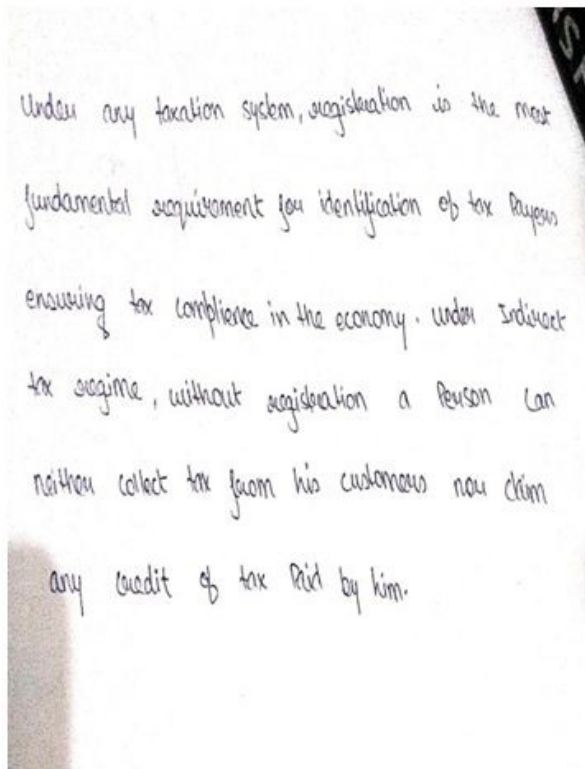 Under any taxation system, registration is the most
fundamental requirement for identification of tax Payers
ensuring tax complience in the economy. under Indirect
tax regime, without registration a Person can
neither collect tax from his customers nor claim
any credit of tax Paid by him.